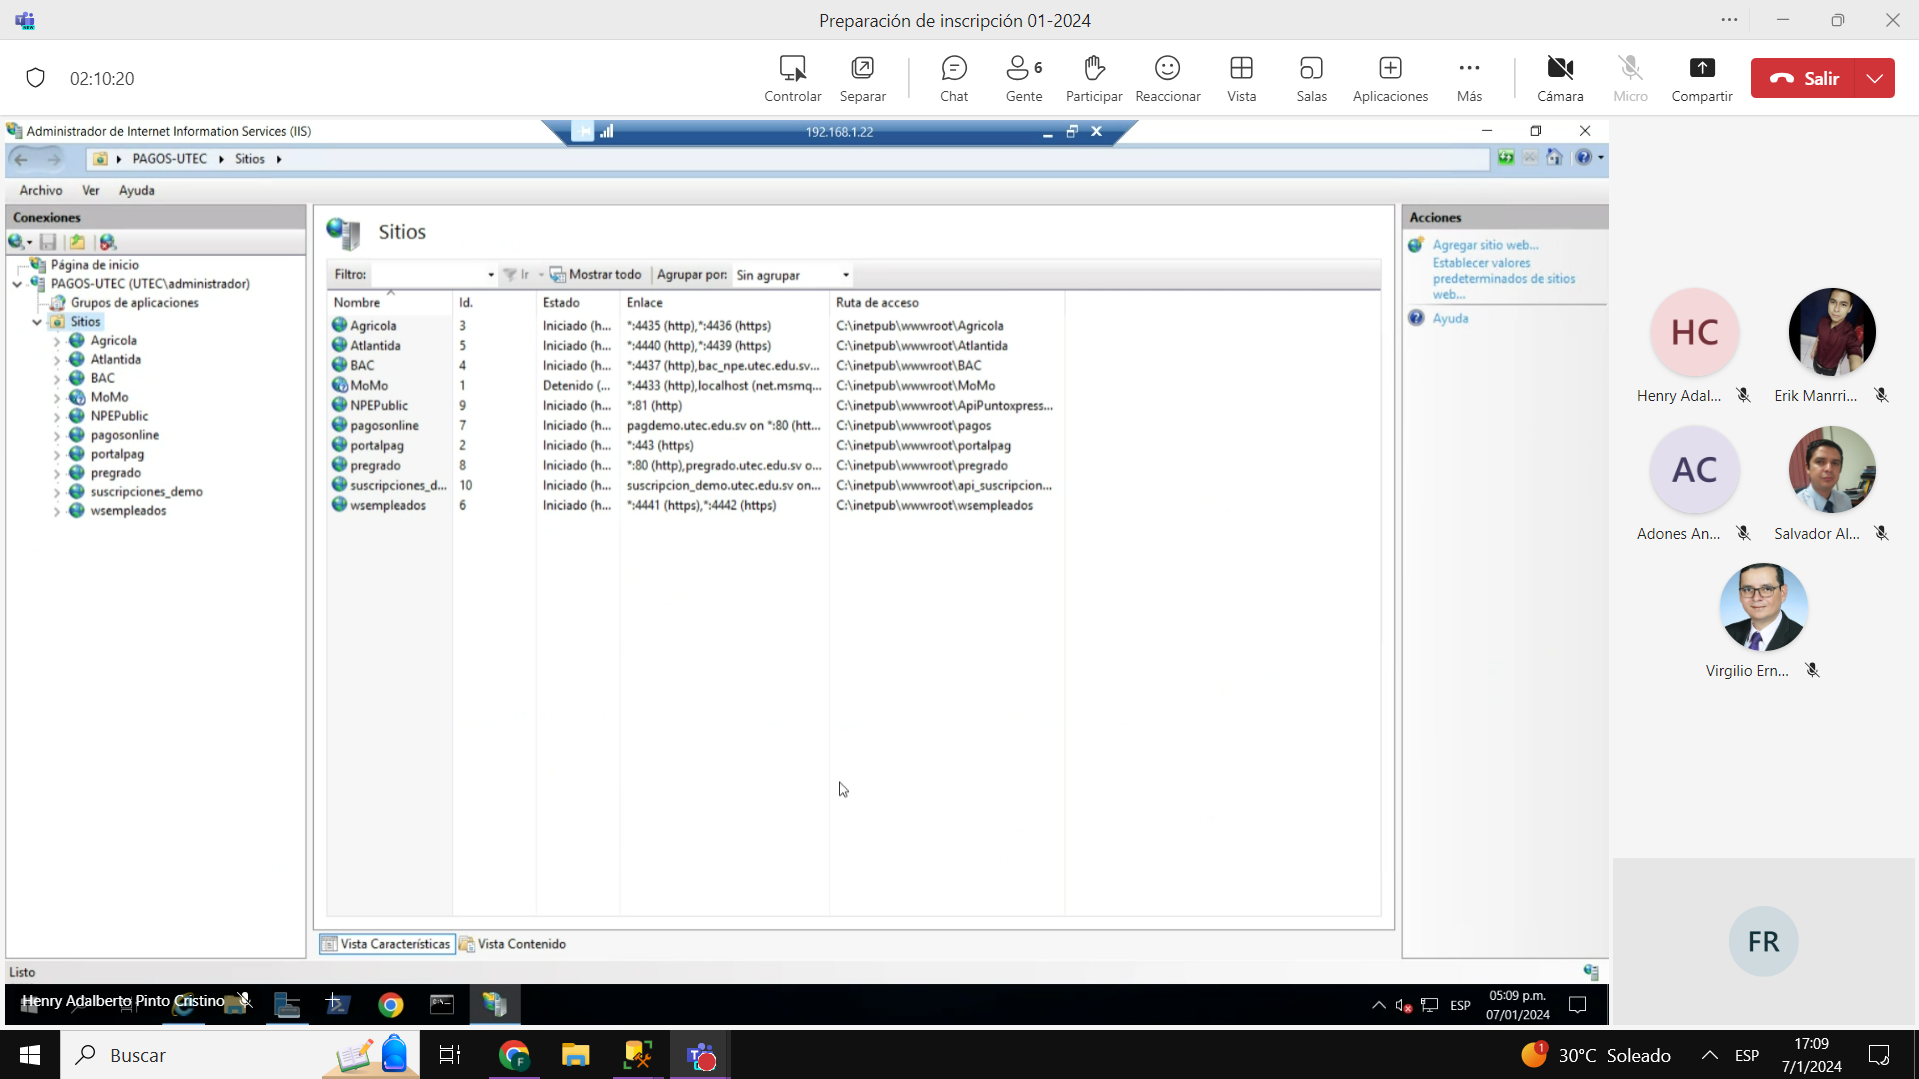 Preparación de inscripción 01-2024
02:10:20
Controlar
Separar
Chat
6
Gente
Participar
Reaccionar
Vista
Salas
Aplicaciones
Más
Cámara
Micro
Compartir
Salir
Administrador de Internet Information Services (IIS)
192.168.1.22
PAGOS-UTEC
Sitios
Archivo
Ver
Ayuda
Conexiones
Página de inicio
PAGOS-UTEC (UTEC\administrador)
Grupos de aplicaciones
Sitios
Agricola
Atlantida
BAC
MoMo
NPEPublic
pagosonline
portalpag
pregrado
suscripciones_demo
wsempleados
Sitios
Filtro: Ir Mostrar todo Agrupar por: Sin agrupar
Nombre Id. Estado Enlace Ruta de acceso
Agricola 3 Iniciado (h... *:4435 (http),*:4436 (https) C:\inetpub\wwwroot\Agricola
Atlantida 5 Iniciado (h... *:4440 (http),*:4439 (https) C:\inetpub\wwwroot\Atlantida
BAC 4 Iniciado (h... *:4437 (http),bac_npe.utec.edu.sv... C:\inetpub\wwwroot\BAC
MoMo 1 Detenido (... *:4433 (http),localhost (net.msmq... C:\inetpub\wwwroot\MoMo
NPEPublic 9 Iniciado (h... *:81 (http) C:\inetpub\wwwroot\ApiPuntoxpress...
pagosonline 7 Iniciado (h... pagdemo.utec.edu.sv on *:80 (htt... C:\inetpub\wwwroot\pagos
portalpag 2 Iniciado (h... *:443 (https) C:\inetpub\wwwroot\portalpag
pregrado 8 Iniciado (h... *:80 (http),pregrado.utec.edu.sv o... C:\inetpub\wwwroot\pregrado
suscripciones_d... 10 Iniciado (h... suscripcion_demo.utec.edu.sv on... C:\inetpub\wwwroot\api_suscripcion...
wsempleados 6 Iniciado (h... *:4441 (https),*:4442 (https) C:\inetpub\wwwroot\wsempleados
Vista Características
Vista Contenido
Acciones
Agregar sitio web...
Establecer valores
predeterminados de sitios
web...
Ayuda
Listo
HC
Henry Adal...
Erik Manrri...
AC
Adones An...
Salvador Al...
Virgilio Ern...
FR
Henry Adalberto Pinto Cristino
ESP
05:09 p.m.
07/01/2024
Buscar
1
30°C Soleado
ESP
17:09
7/1/2024